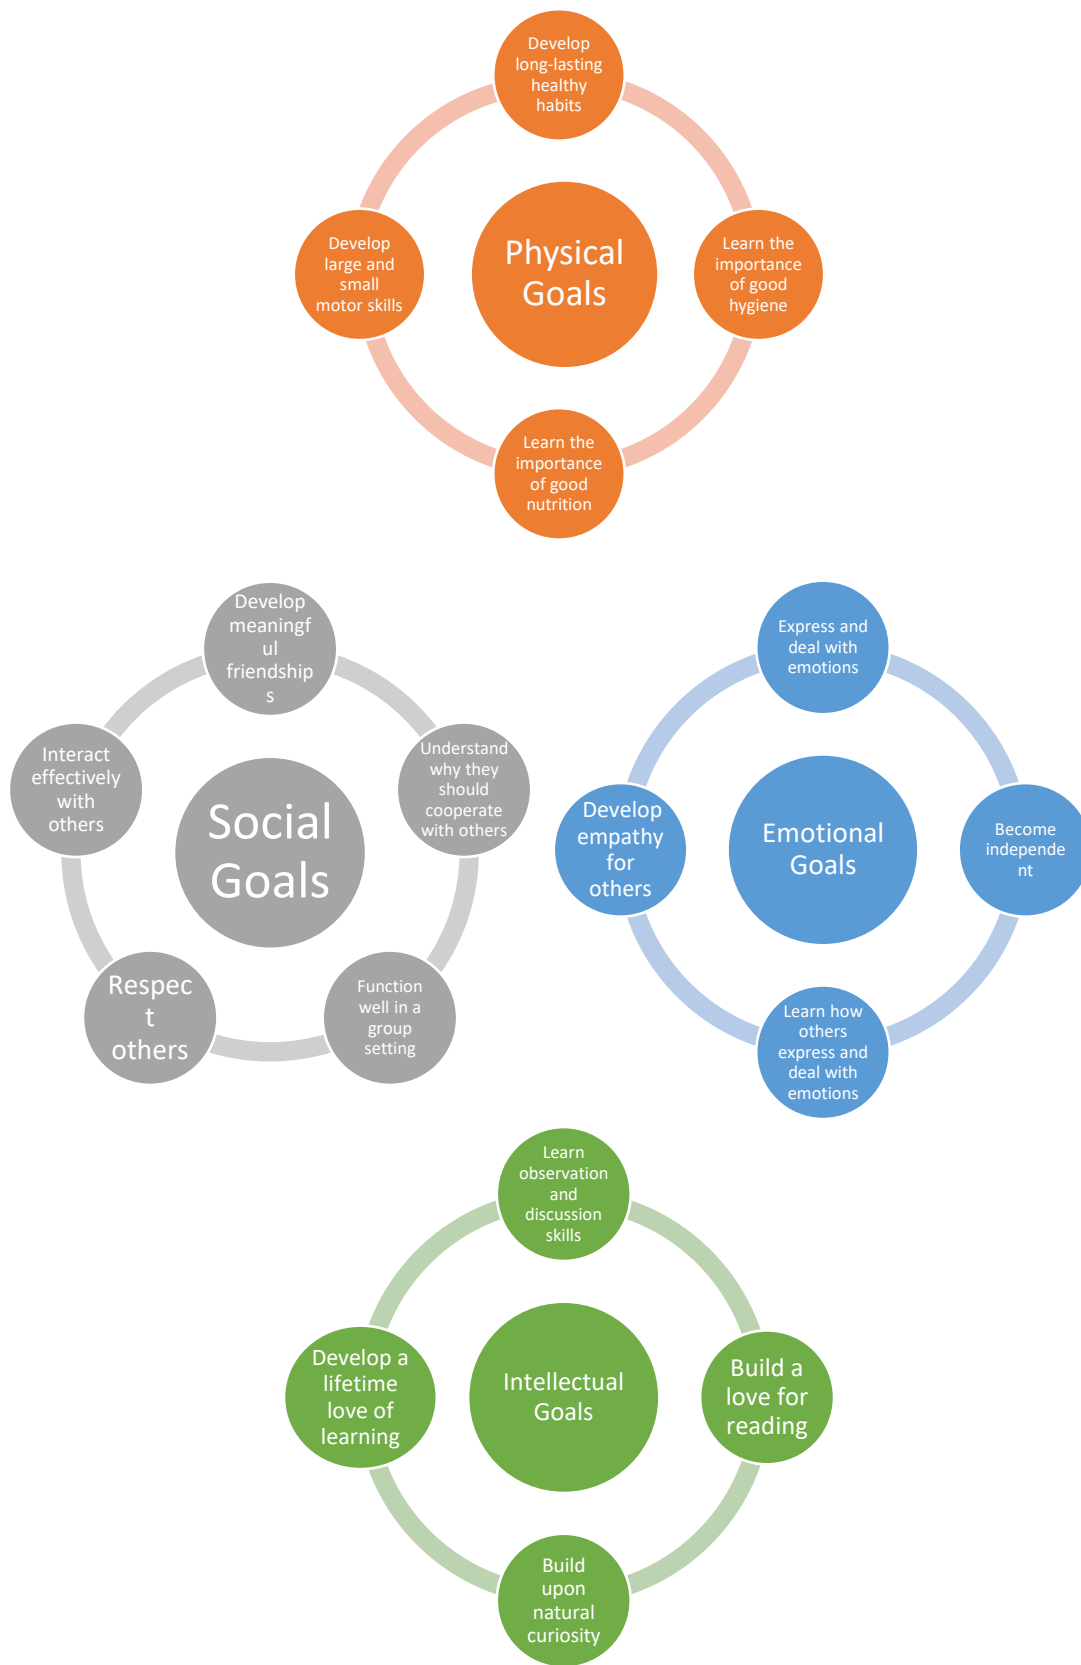 Develop
long-lasting
healthy
habits
Physical
Goals
Develop
large and
small
motor skills
Learn the
importance
of good
hygiene
Learn the
importance
of good
nutrition
Develop
meaningf
ul
friendship
s
Interact
effectively
with
others
Social
Goals
Understand
why they
should
cooperate
with others
Respec
t
others
Function
well in a
group
setting
Express and
deal with
emotions
Develop
empathy
for
others
Emotional
Goals
Become
independe
nt
Learn how
others
express and
deal with
emotions
Learn
observation
and
discussion
skills
Develop a
lifetime
love of
learning
Intellectual
Goals
Build a
love for
reading
Build
upon
natural
curiosity